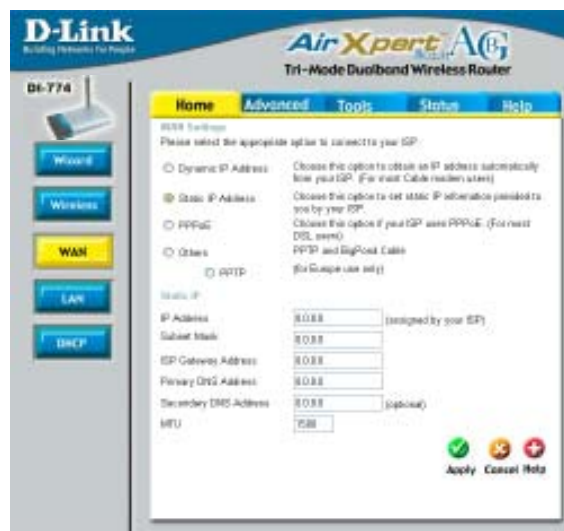 D-Link
Building Networks for People
Air Xpert AG
Tri-Mode Dualband Wireless Router
DI-774
Home Advanced Tools Status Help
Wizard
Wireless
WAN
LAN
DHCP
WAN Settings
Please select the appropriate option to connect to your ISP
Dynamic IP Address Choose this option to obtain an IP address automatically
from your ISP. (For most Cable modem users)
Static IP Address Choose this option to set static IP information provided to
you by your ISP.
PPPoE Choose this option if your ISP uses PPPoE. (For most
DSL users)
Others PPTP and BigPond Cable
PPTP (for Europe use only)
Static IP
IP Address 0.0.0.0 (assigned by your ISP)
Subnet Mask 0.0.0.0
ISP Gateway Address 0.0.0.0
Primary DNS Address 0.0.0.0
Secondary DNS Address 0.0.0.0 (optional)
MTU 1500
Apply Cancel Help